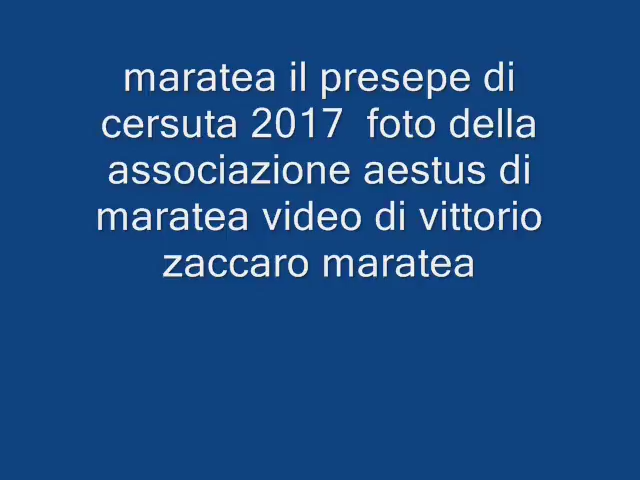 maratea il presepe di
cersuta 2017  foto della
associazione aestus di
maratea video di vittorio
zaccaro maratea